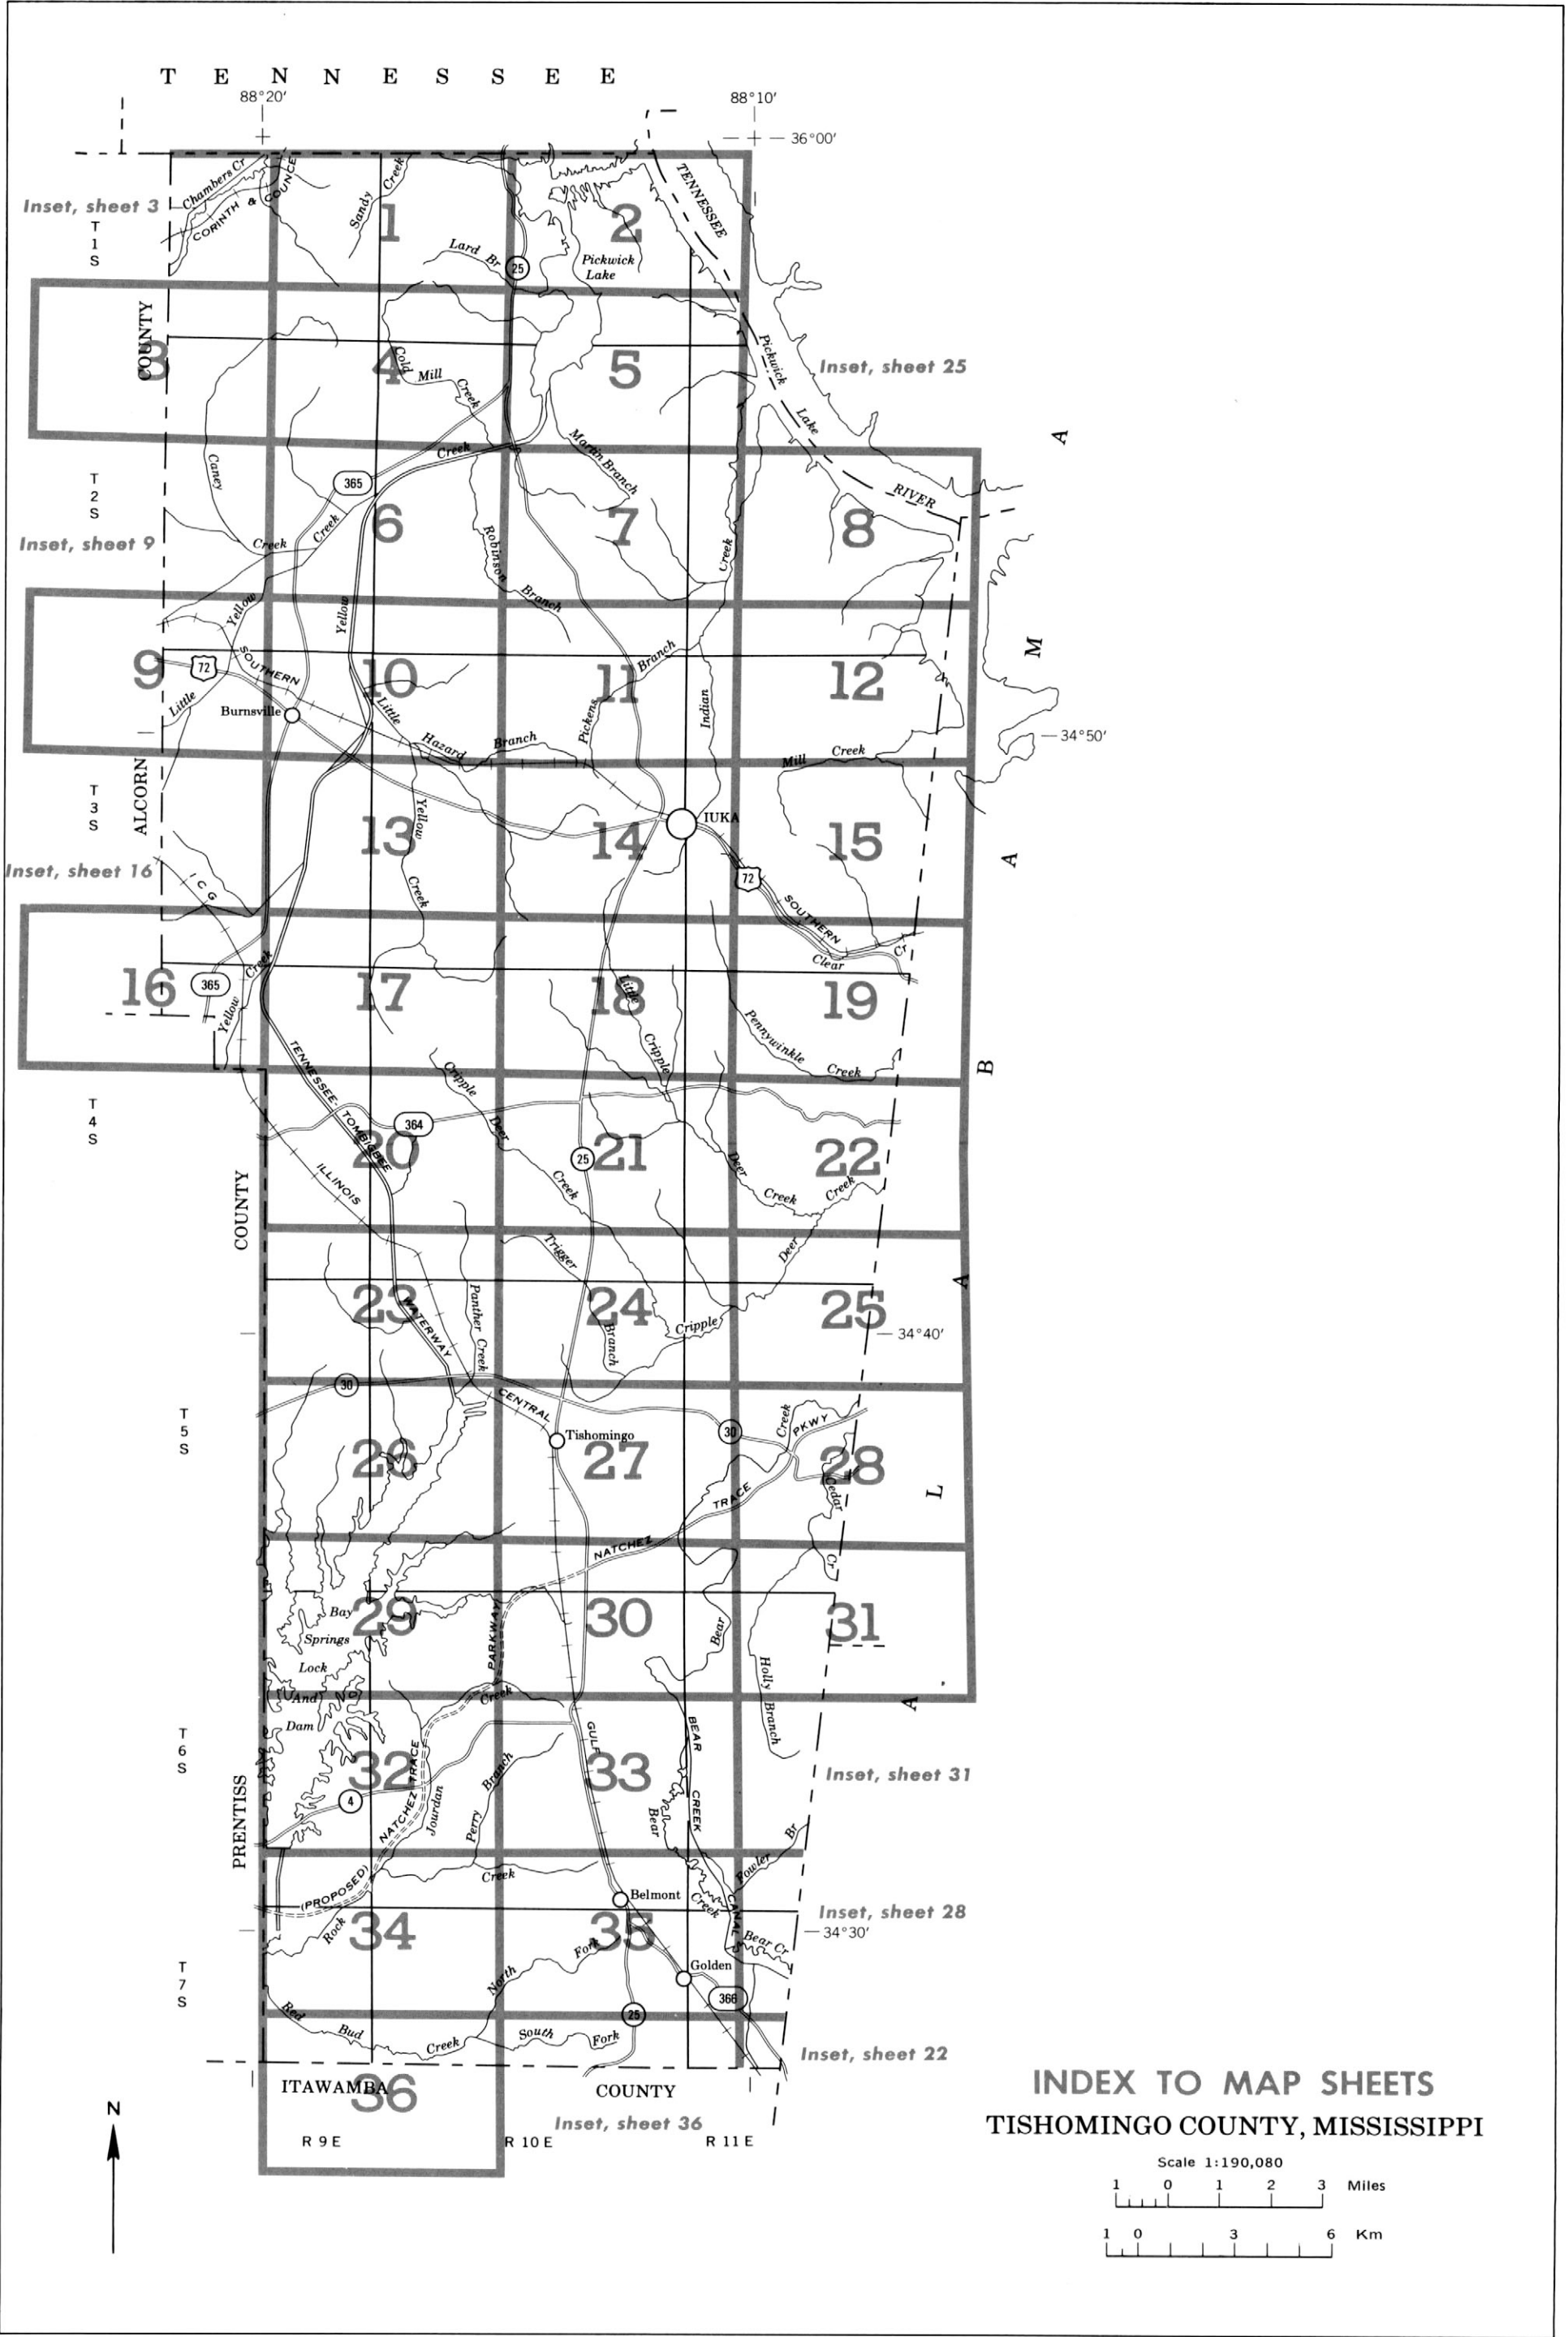 T E N N E S S E E
88°20′
88°10′
36°00′
Chambers Cr
CORINTH & COUNCE
Sandy Creek
TENNESSEE
Inset, sheet 3
T 1 S
1
2
Lard Br
25
Pickwick
Lake
COUNTY
3
4
5
Cold Mill Creek
Pickwick Lake
Inset, sheet 25
Creek
Martin Branch
A
Caney
T 2 S
365
RIVER
6
7
8
Creek
Creek
Robinson Branch
Creek
Inset, sheet 9
Yellow
Yellow
Branch
M
9
72
SOUTHERN
10
11
12
Little
Burnsville
Little
Pickens
Indian
Hazard Branch
Mill Creek
34°50′
ALCORN
T 3 S
Yellow
IUKA
13
14
15
Inset, sheet 16
I C G
Creek
72
SOUTHERN
A
Creek
Clear Cr
16
365
17
18
19
Yellow
Little
Pennywinkle
Creek
Cripple
TENNESSEE-TOMBIGBEE
Cripple
B
T 4 S
364
Deer
20
21
22
25
ILLINOIS
Creek
Deer
Creek
Creek
COUNTY
Trigger
Deer
23
24
25
A
WATERWAY
Panther Creek
Branch
Cripple
34°40′
30
CENTRAL
T 5 S
Tishomingo
30
Creek
PKWY
26
27
28
TRACE
Cedar
L
NATCHEZ
Cr
Bay
29
30
31
Springs
PARKWAY
Bear
Lock
Holly Branch
And
Creek
A
Dam
T 6 S
GULF
BEAR
32
33
Inset, sheet 31
4
NATCHEZ TRACE
Jourdan
Perry
Branch
Bear
CREEK
PRENTISS
Fowler Br
(PROPOSED)
Creek
Belmont
Creek
CANAL
Inset, sheet 28
Rock
34
35
34°30′
Fork
Bear Cr
T 7 S
North
Golden
366
Red
Bud
Creek
South
Fork
25
Inset, sheet 22
ITAWAMBA
COUNTY
36
Inset, sheet 36
R 9 E
R 10 E
R 11 E
N
INDEX TO MAP SHEETS
TISHOMINGO COUNTY, MISSISSIPPI
Scale 1:190,080
1 0 1 2 3 Miles
1 0 3 6 Km